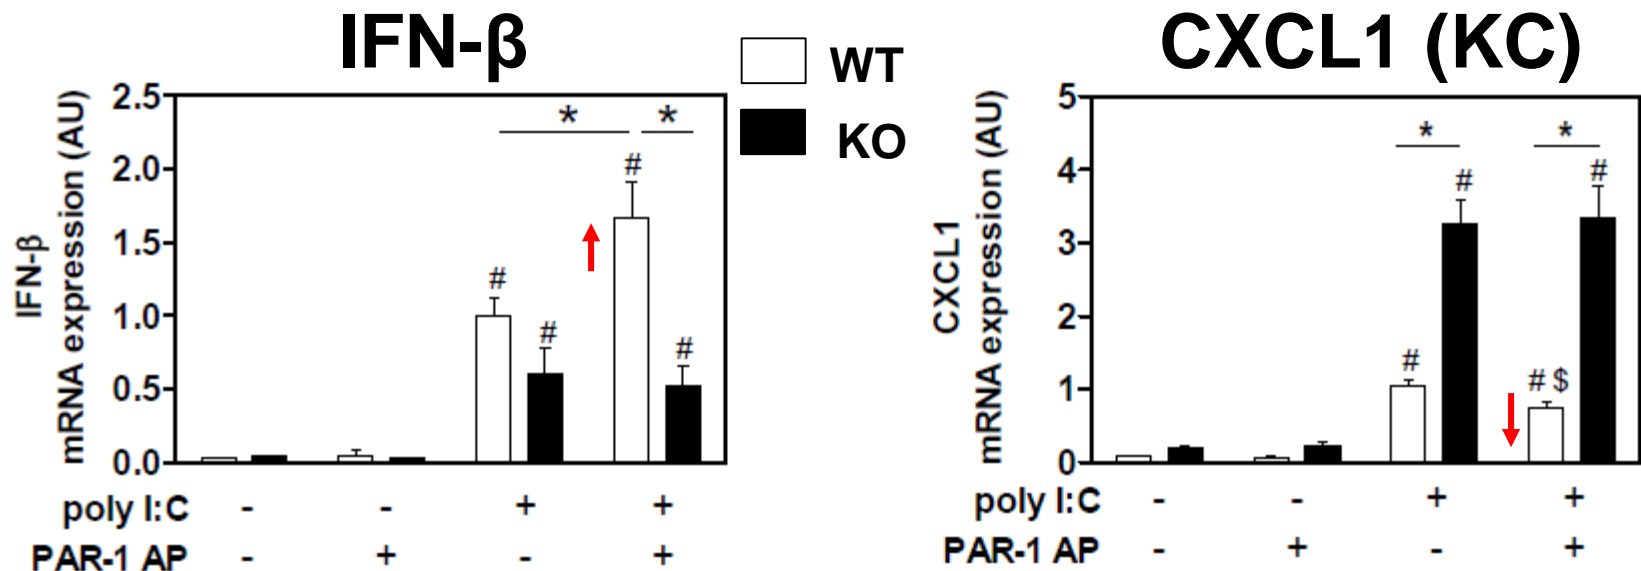 IFN-β
WT
KO
CXCL1 (KC)
IFN-β
mRNA expression (AU)
2.5
2.0
1.5
1.0
0.5
0.0
* *
#
#
#
#
poly I:C - - + +
PAR-1 AP - + - +
CXCL1
mRNA expression (AU)
5
4
3
2
1
0
* *
# #
# # $
poly I:C - - + +
PAR-1 AP - + - +